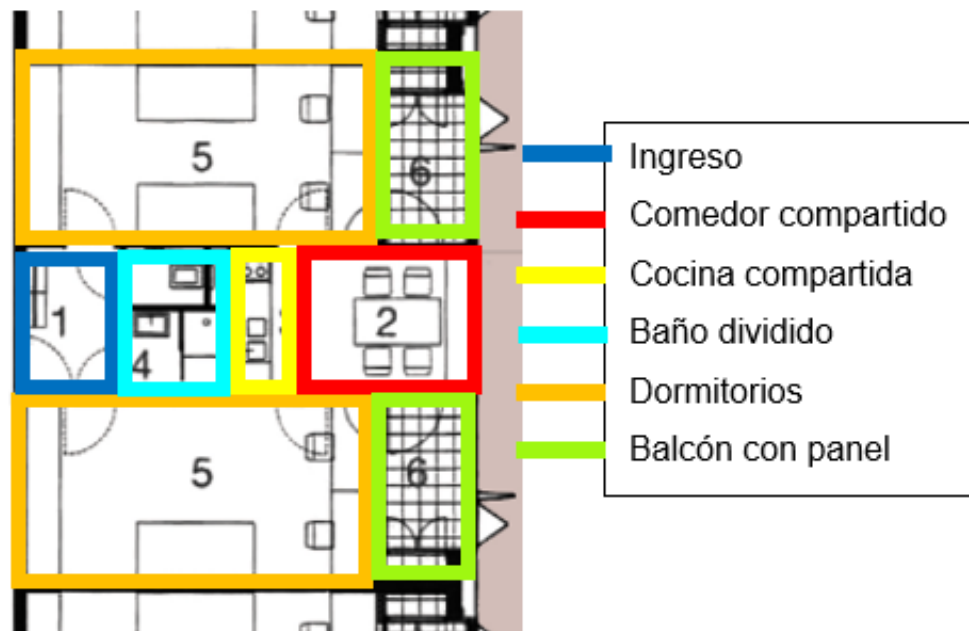 5
6
Ingreso
Comedor compartido
Cocina compartida
Baño dividido
Dormitorios
Balcón con panel
1
4
2
5
6